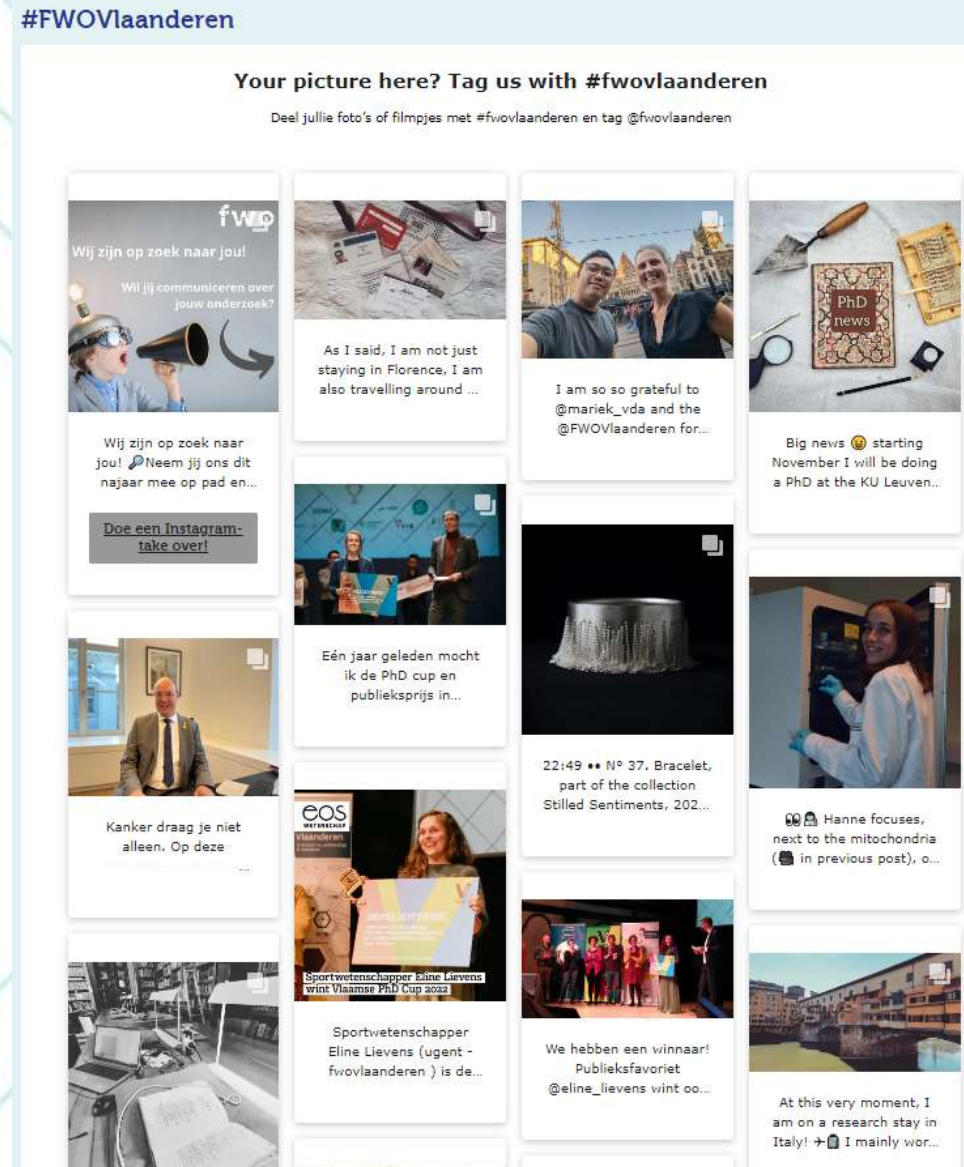 #FWOVlaanderen
Your picture here? Tag us with #fwovlaanderen
Deel jullie foto's of filmpjes met #fwovlaanderen en tag @fwovlaanderen
fwo
Wij zijn op zoek naar jou!
Wil jij communiceren over
jouw onderzoek?
Wij zijn op zoek naar
jou! 🔎Neem jij ons dit
najaar mee op pad en...
Doe een Instagram-
take over!
Kanker draag je niet
alleen. Op deze
...
As I said, I am not just
staying in Florence, I am
also travelling around ...
Eén jaar geleden mocht
ik de PhD cup en
publieksprijs in...
eos
WETENSCHAP
Vlaanderen
GEFELICITEERD
Sportwetenschapper Eline Lievens
wint Vlaamse PhD Cup 2022
Sportwetenschapper
Eline Lievens (ugent -
fwovlaanderen ) is de...
I am so so grateful to
@mariek_vda and the
@FWOVlaanderen for...
22:49 •• Nº 37. Bracelet,
part of the collection
Stilled Sentiments, 202...
We hebben een winnaar!
Publieksfavoriet
@eline_lievens wint oo...
PhD
news
Big news 😉 starting
November I will be doing
a PhD at the KU Leuven...
👀 Hanne focuses,
next to the mitochondria
( in previous post), o...
At this very moment, I
am on a research stay in
Italy! ✈ I mainly wor...